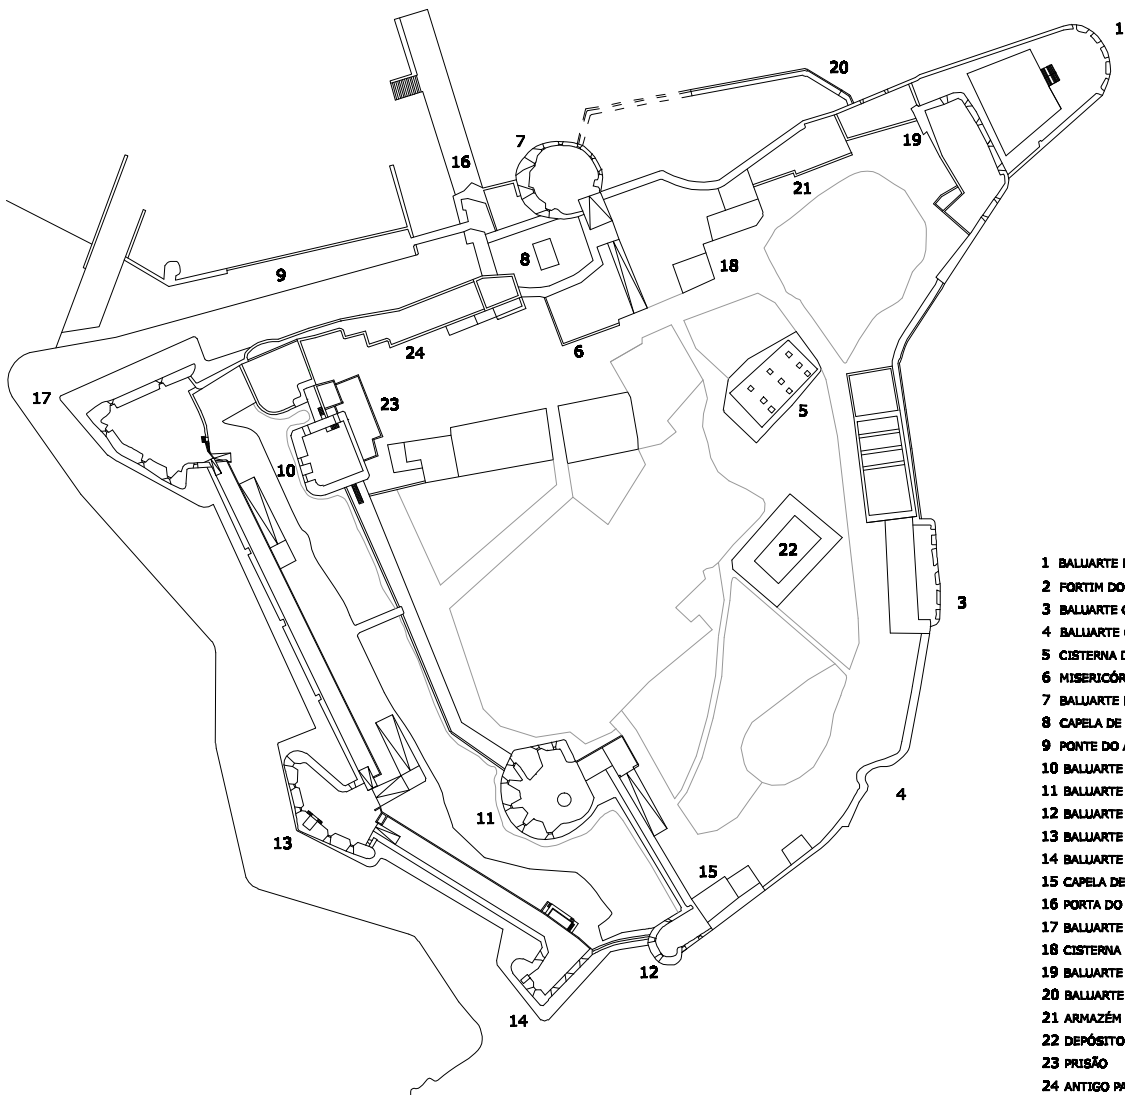 1
20
7
16
19
21
8
18
9
6
24
17
23
5
10
22
3
4
11
13
15
12
14
1 BALUARTE
2 FORTIM DO
3 BALUARTE
4 BALUARTE
5 CISTERNA
6
7 BALUARTE
8 CAPELA DE
9 PONTE DO
10 BALUARTE
11 BALUARTE
12 BALUARTE
13 BALUARTE
14 BALUARTE
15 CAPELA DE
16 PORTA DO
17 BALUARTE
18 CISTERNA
19 BALUARTE
20 BALUARTE
21 ARMAZÉM
22 DEPÓSITO
23 PRISÃO
24 ANTIGO